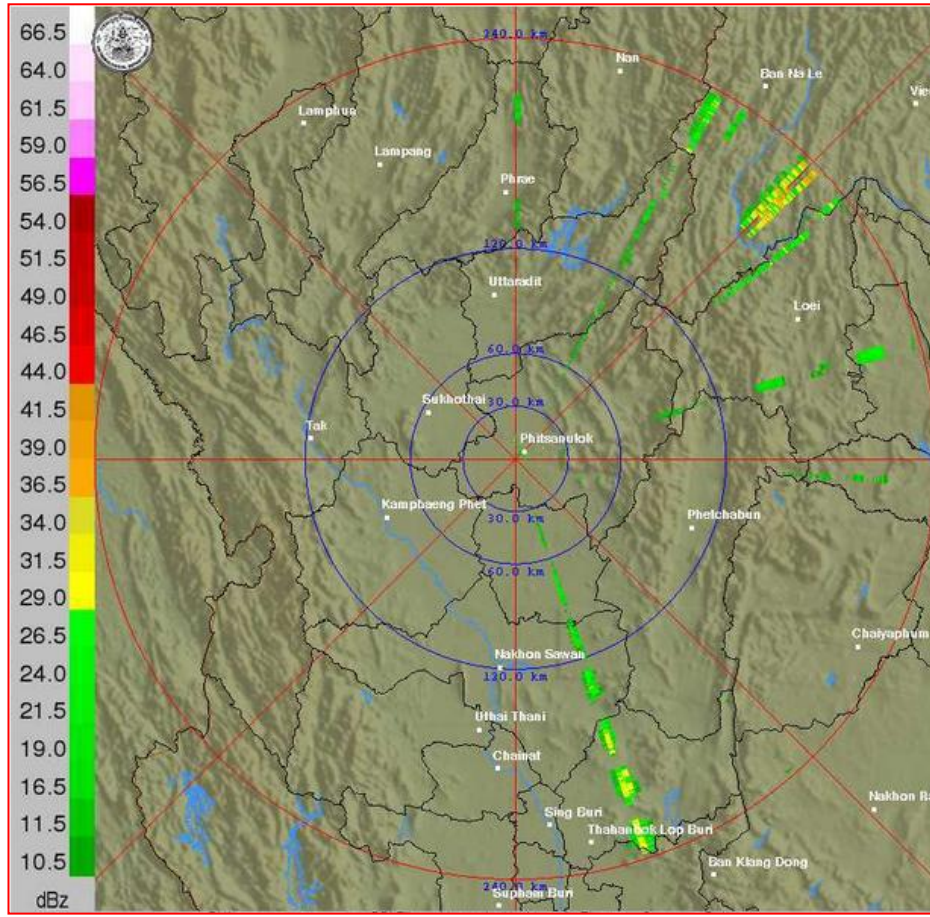 66.5
64.0
61.5
59.0
56.5
54.0
51.5
49.0
46.5
44.0
41.5
39.0
36.5
34.0
31.5
29.0
26.5
24.0
21.5
19.0
16.5
11.5
10.5
dBz
240.0 km
Nan
Ban Na Le
Lamphun
Lampang
Phrae
120.0 km
Uttaradit
Loei
60.0 km
Sukhothai
30.0 km
Tak
Phitsanulok
Kamphaeng Phet
30.0 km
Phetchabun
60.0 km
Chaiyaphum
Nakhon Sawan
120.0 km
Uthai Thani
Chainat
Nakhon
Sing Buri
Thahanbok Lop Buri
Ban Klang Dong
240.0 km
Supham Buri